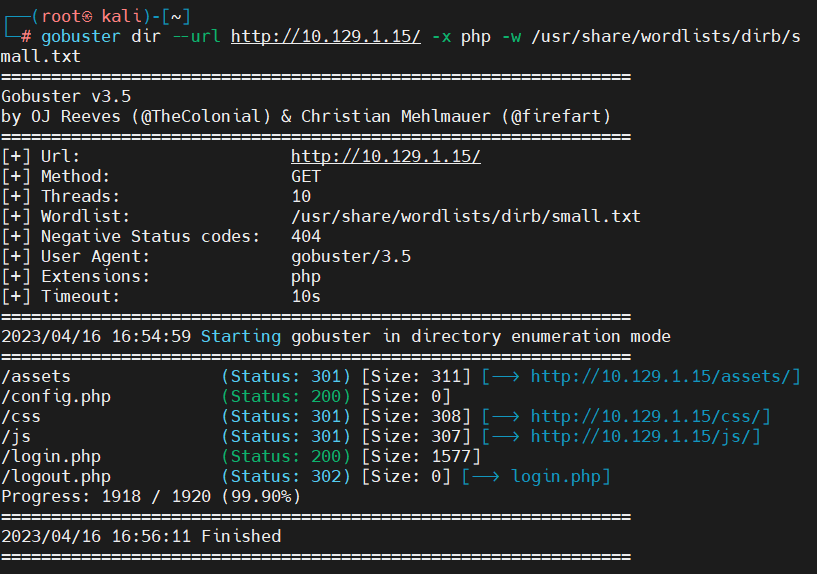 ┌──(root㉿ kali)-[~]
└─# gobuster dir --url http://10.129.1.15/ -x php -w /usr/share/wordlists/dirb/s
mall.txt
===============================================================
Gobuster v3.5
by OJ Reeves (@TheColonial) & Christian Mehlmauer (@firefart)
===============================================================
[+] Url:                     http://10.129.1.15/
[+] Method:                  GET
[+] Threads:                 10
[+] Wordlist:                /usr/share/wordlists/dirb/small.txt
[+] Negative Status codes:   404
[+] User Agent:              gobuster/3.5
[+] Extensions:              php
[+] Timeout:                 10s
===============================================================
2023/04/16 16:54:59 Starting gobuster in directory enumeration mode
===============================================================
/assets               (Status: 301) [Size: 311] [--> http://10.129.1.15/assets/]
/config.php           (Status: 200) [Size: 0]
/css                  (Status: 301) [Size: 308] [--> http://10.129.1.15/css/]
/js                   (Status: 301) [Size: 307] [--> http://10.129.1.15/js/]
/login.php            (Status: 200) [Size: 1577]
/logout.php           (Status: 302) [Size: 0] [--> login.php]
Progress: 1918 / 1920 (99.90%)
===============================================================
2023/04/16 16:56:11 Finished
===============================================================